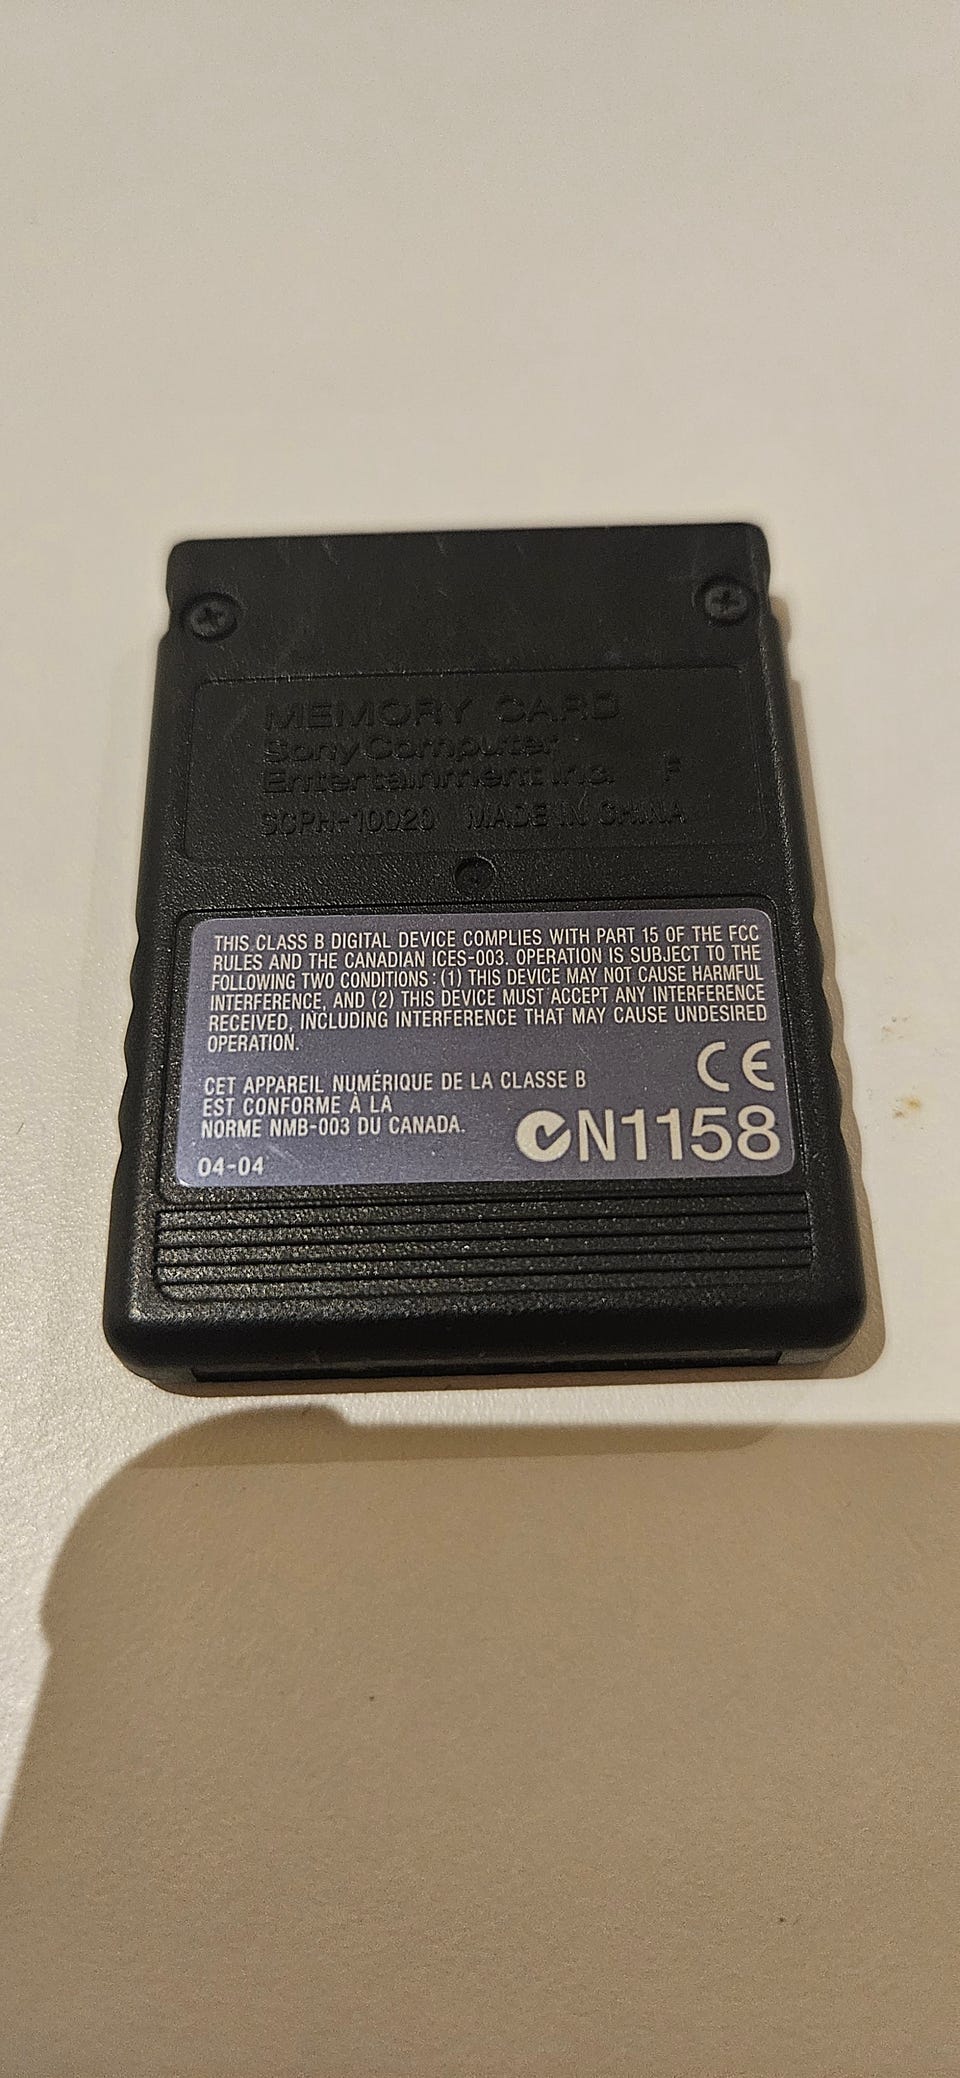 MEMORY CARD
Sony Computer
Entertainment Inc. F
SCPH-10020 MADE IN CHINA
THIS CLASS B DIGITAL DEVICE COMPLIES WITH PART 15 OF THE FCC
RULES AND THE CANADIAN ICES-003. OPERATION IS SUBJECT TO THE
FOLLOWING TWO CONDITIONS : (1) THIS DEVICE MAY NOT CAUSE HARMFUL
INTERFERENCE, AND (2) THIS DEVICE MUST ACCEPT ANY INTERFERENCE
RECEIVED, INCLUDING INTERFERENCE THAT MAY CAUSE UNDESIRED
OPERATION.
CET APPAREIL NUMÉRIQUE DE LA CLASSE B
EST CONFORME À LA
NORME NMB-003 DU CANADA.
CE
N1158
04-04